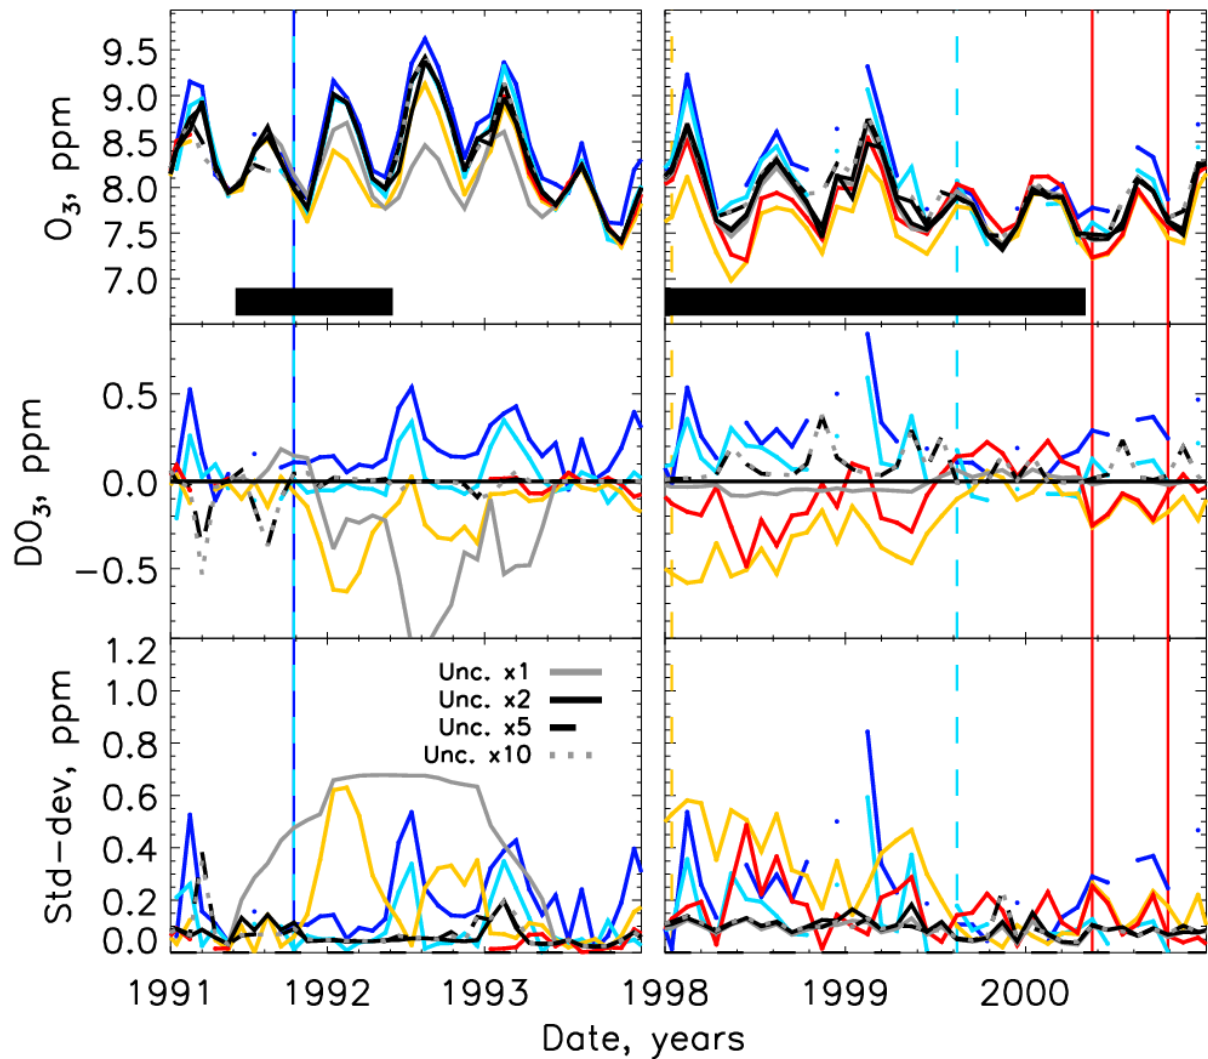 O₃, ppm
9.5
9.0
8.5
8.0
7.5
7.0
DO₃, ppm
0.5
0.0
−0.5
Std−dev, ppm
1.2
1.0
0.8
0.6
0.4
0.2
0.0
Unc. x1
Unc. x2
Unc. x5
Unc. x10
1991 1992 1993 1998 1999 2000
Date, years